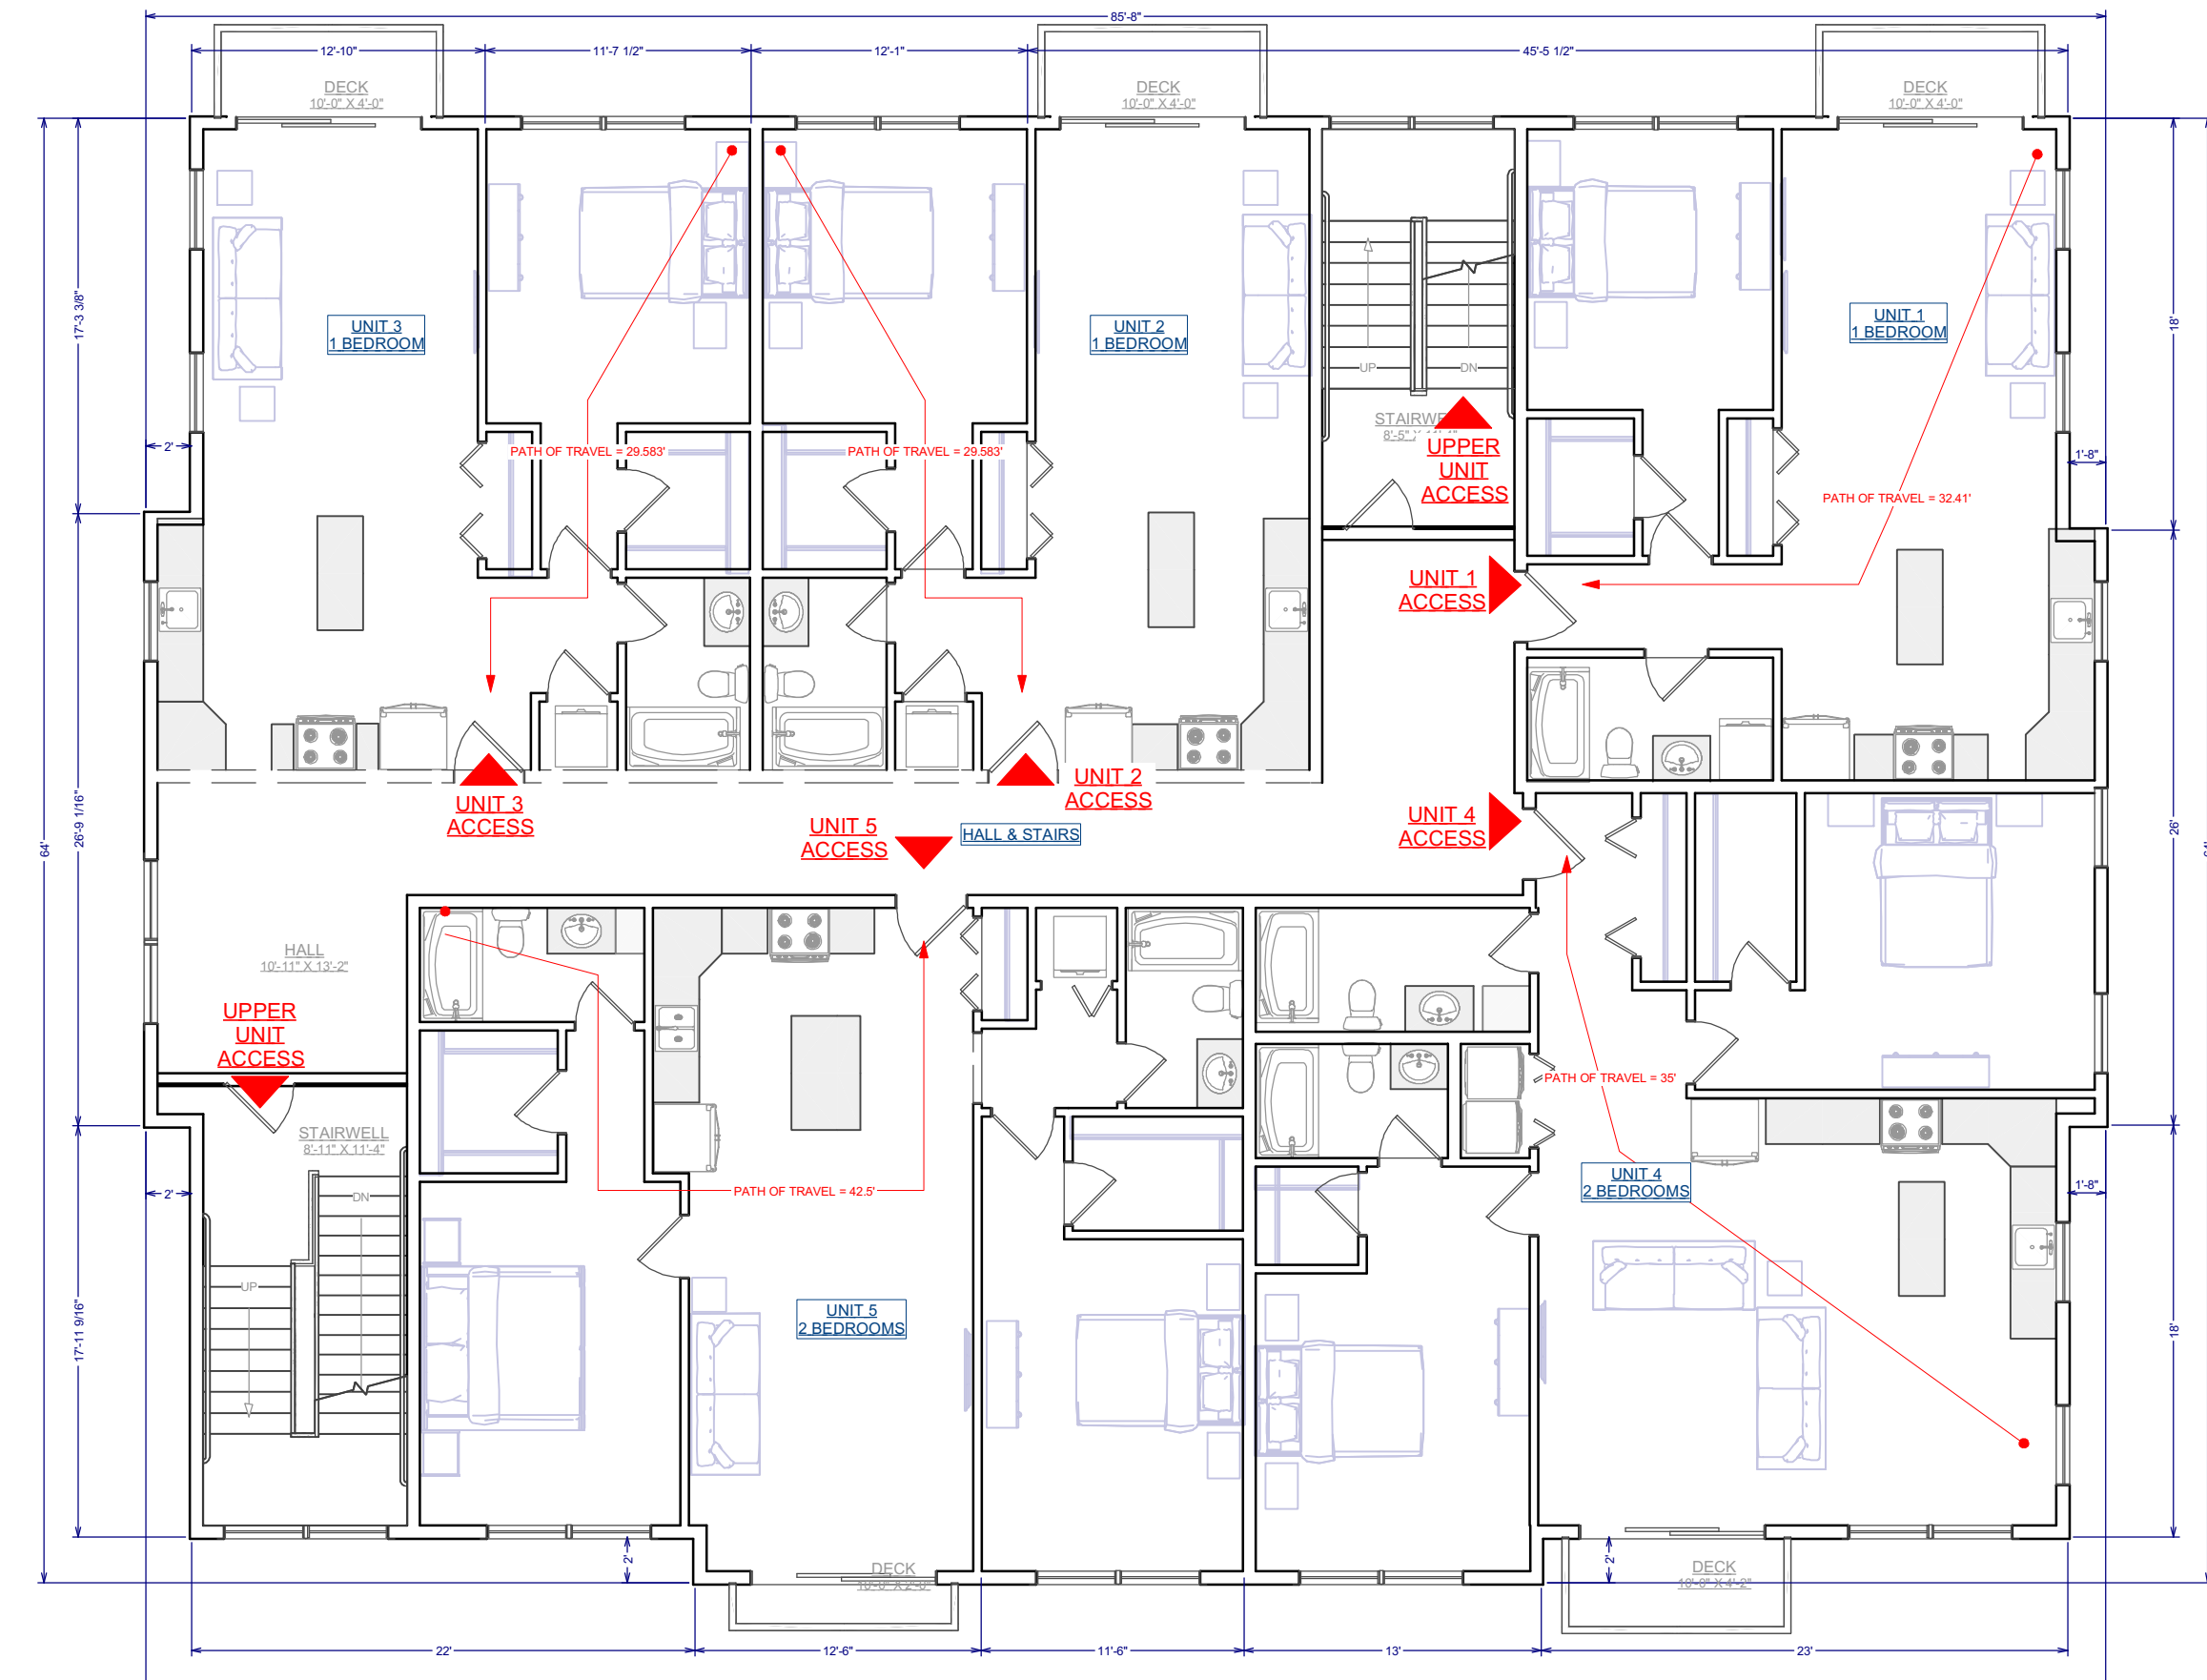 85'-8"
12'-10"
11'-7 1/2"
12'-1"
45'-5 1/2"
DECK
10'-0" X 4'-0"
DECK
10'-0" X 4'-0"
DECK
10'-0" X 4'-0"
17'-3 3/8"
18'
UNIT 3
1 BEDROOM
UNIT 2
1 BEDROOM
UNIT 1
1 BEDROOM
UP
DN
STAIRWE
8'-5"
UPPER
UNIT
ACCESS
2'
1'-8"
PATH OF TRAVEL = 29.583'
PATH OF TRAVEL = 29.583'
PATH OF TRAVEL = 32.41'
UNIT 1
ACCESS
UNIT 3
ACCESS
UNIT 2
ACCESS
UNIT 5
ACCESS
HALL & STAIRS
UNIT 4
ACCESS
64'
26'-9 1/16"
26'
HALL
10'-11" X 13'-2"
UPPER
UNIT
ACCESS
PATH OF TRAVEL = 35'
STAIRWELL
8'-11" X 11'-4"
2'
DN
UP
PATH OF TRAVEL = 42.5'
UNIT 4
2 BEDROOMS
1'-8"
UNIT 5
2 BEDROOMS
17'-11 9/16"
18'
2'
2'
DECK
DECK
10'-0" X 4'-2"
22'
12'-6"
11'-6"
13'
23'